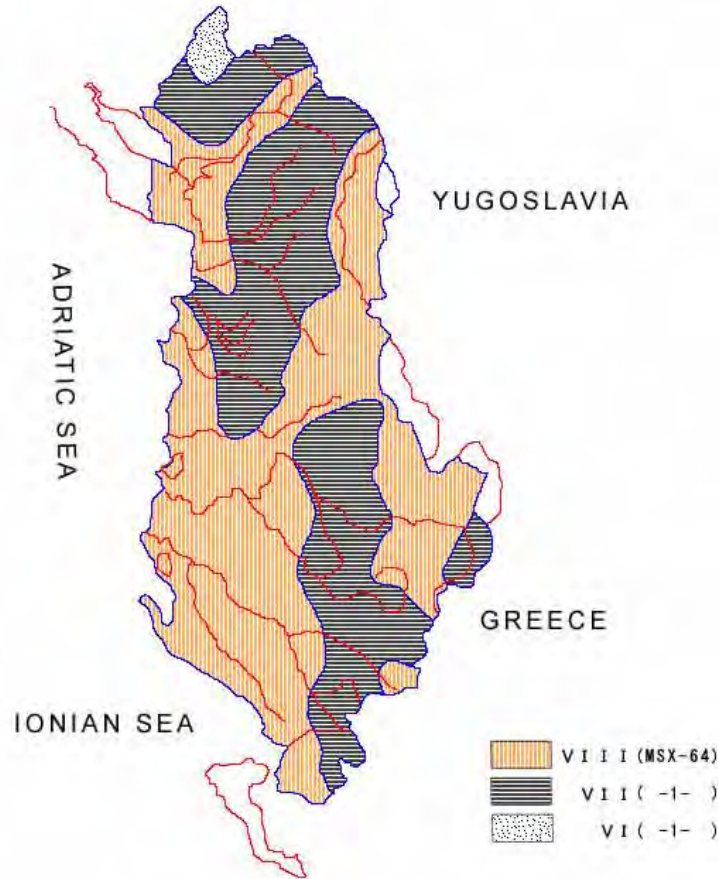 YUGOSLAVIA
ADRIATIC SEA
GREECE
IONIAN SEA
VIII (MSX-64)
VII ( -1- )
VI ( -1- )